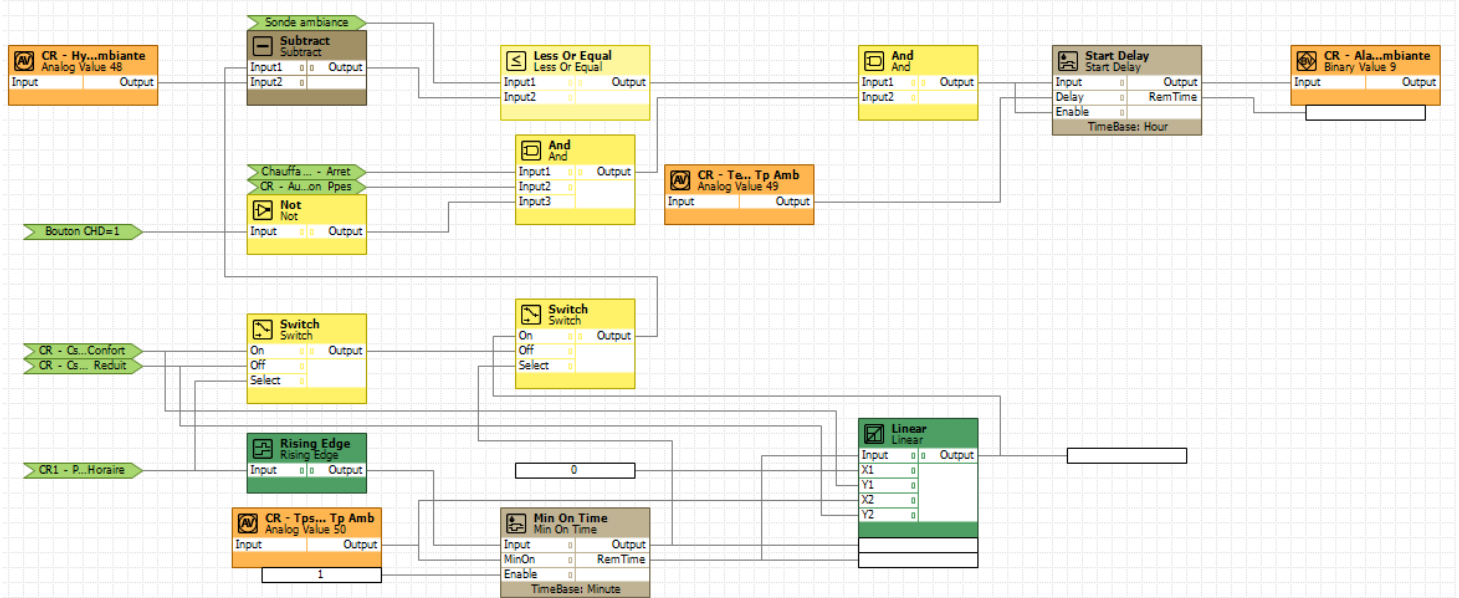 Sonde ambiance
CR - Hy...mbiante
Analog Value 48
Input Output
Subtract
Subtract
Input1 Output
Input2
Less Or Equal
Less Or Equal
Input1 Output
Input2
And
And
Input1 Output
Input2
Start Delay
Start Delay
Input Output
Delay RemTime
Enable
TimeBase: Hour
CR - Ala...mbiante
Binary Value 9
Input Output
Chauffa... - Arret
CR - Au...on Ppes
And
And
Input1 Output
Input2
Input3
CR - Te... Tp Amb
Analog Value 49
Input Output
Bouton CHD=1
Not
Not
Input Output
CR - Cs...Confort
CR - Cs... Reduit
Switch
Switch
On Output
Off
Select
Switch
Switch
On Output
Off
Select
CR1 - P...Horaire
Rising Edge
Rising Edge
Input Output
0
Linear
Linear
Input Output
X1
Y1
X2
Y2
CR - Tps... Tp Amb
Analog Value 50
Input Output
1
Min On Time
Min On Time
Input Output
MinOn RemTime
Enable
TimeBase: Minute